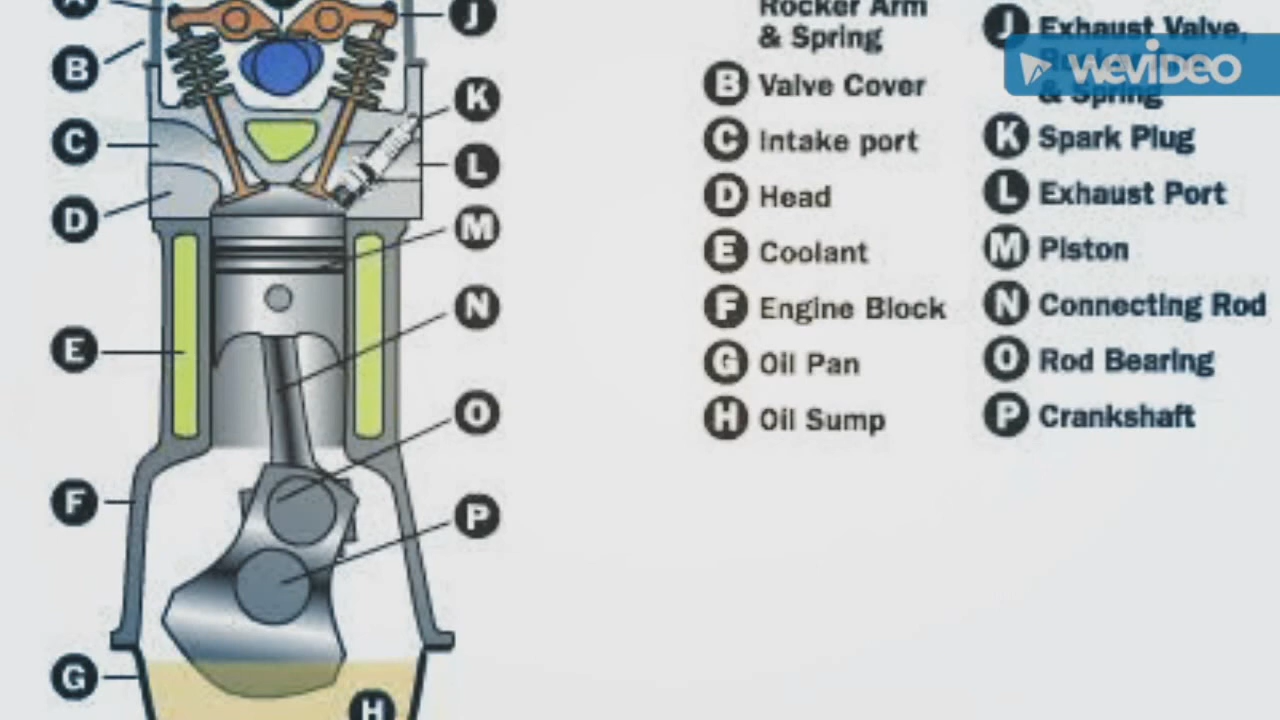 A
J
B
K
C
L
D
M
N
E
O
F
P
G
H
Rocker Arm
& Spring
B Valve Cover
C Intake port
D Head
E Coolant
F Engine Block
G Oil Pan
H Oil Sump
J Exhaust Valve,
& Spring
K Spark Plug
L Exhaust Port
M Piston
N Connecting Rod
O Rod Bearing
P Crankshaft
WEVIDEO